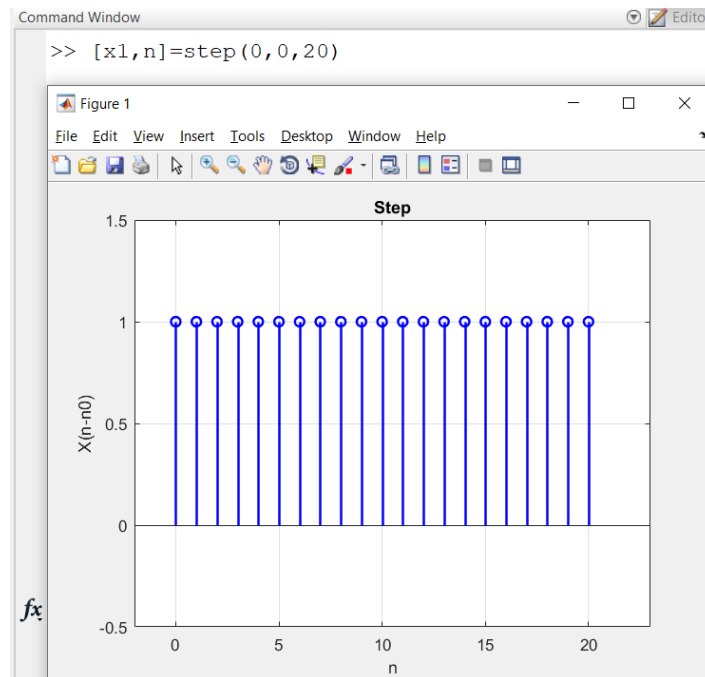 Command Window
Edito
>> [x1,n]=step(0,0,20)
Figure 1
File Edit View Insert Tools Desktop Window Help
Step
1.5
1
0.5
0
-0.5
X(n-n0)
0 5 10 15 20
n
fx